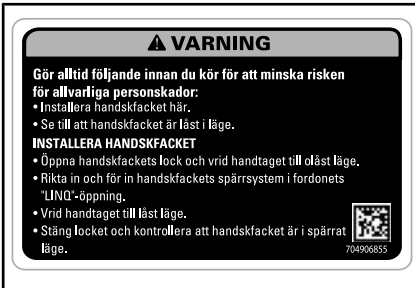 VARNING
Gör alltid följande innan du kör för att minska risken
för allvarliga personskador:
• Installera handskfacket här.
• Se till att handskfacket är låst i läge.
INSTALLERA HANDSKFACKET
• Öppna handskfackets lock och vrid handtaget till olåst läge.
• Rikta in och för in handskfackets spärrsystem i fordonets
"LINQ"-öppning.
• Vrid handtaget till låst läge.
• Stäng locket och kontrollera att handskfacket är i spärrat
läge.
704906855